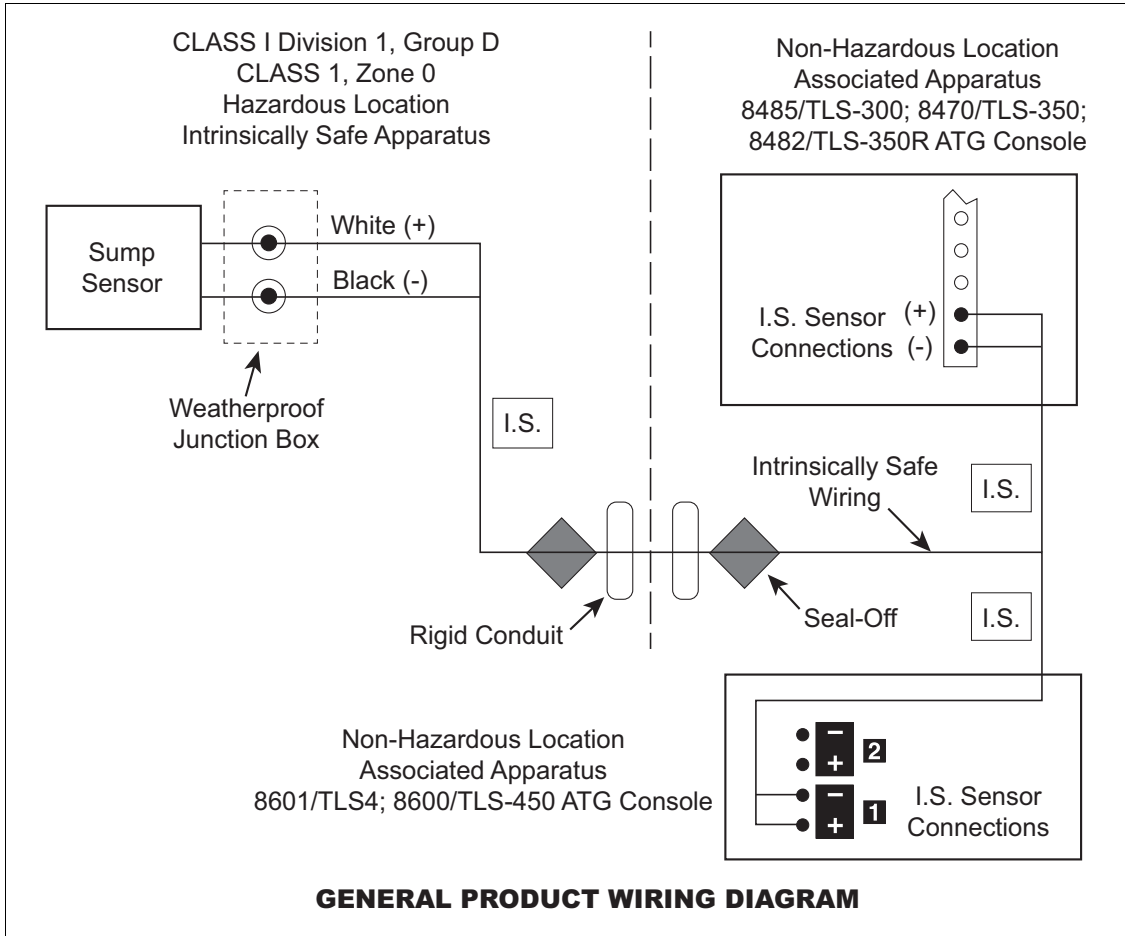 CLASS I Division 1, Group D
CLASS 1, Zone 0
Hazardous Location
Intrinsically Safe Apparatus
Non-Hazardous Location
Associated Apparatus
8485/TLS-300; 8470/TLS-350;
8482/TLS-350R ATG Console
Sump
Sensor
White (+)
Black (-)
Weatherproof
Junction Box
I.S.
I.S. Sensor
Connections
(+)
(-)
Intrinsically Safe
Wiring
I.S.
Rigid Conduit
Seal-Off
I.S.
Non-Hazardous Location
Associated Apparatus
8601/TLS4; 8600/TLS-450 ATG Console
−
+
2
−
+
1
I.S. Sensor
Connections
GENERAL PRODUCT WIRING DIAGRAM